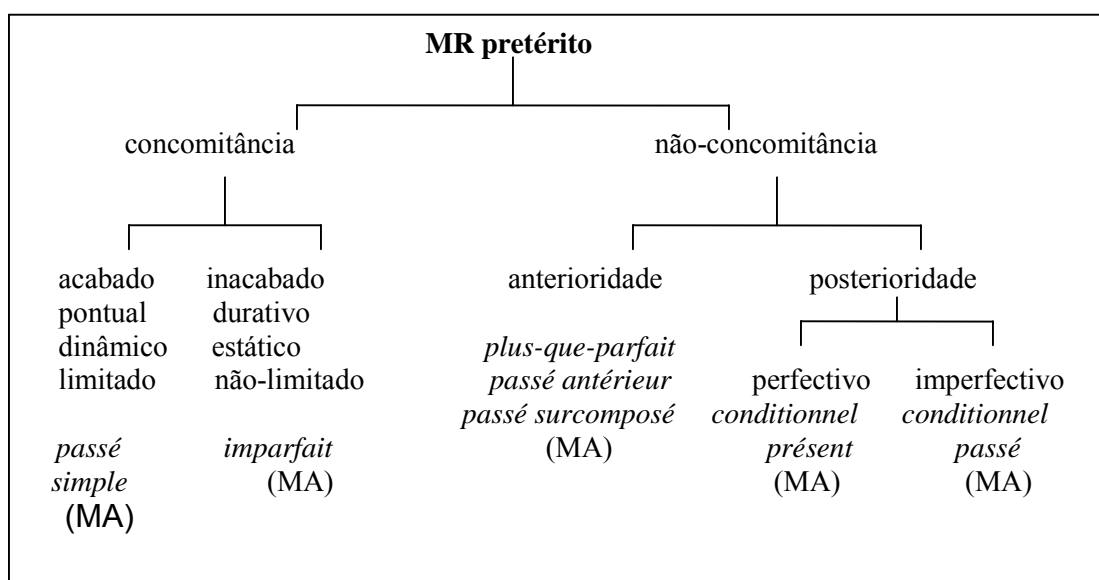 MR pretérito
concomitância
não-concomitância
acabado
pontual
dinâmico
limitado
passé
simple
(MA)
inacabado
durativo
estático
não-limitado
imparfait
(MA)
anterioridade
plus-que-parfait
passé antérieur
passé surcomposé
(MA)
posterioridade
perfectivo
conditionnel
présent
(MA)
imperfectivo
conditionnel
passé
(MA)